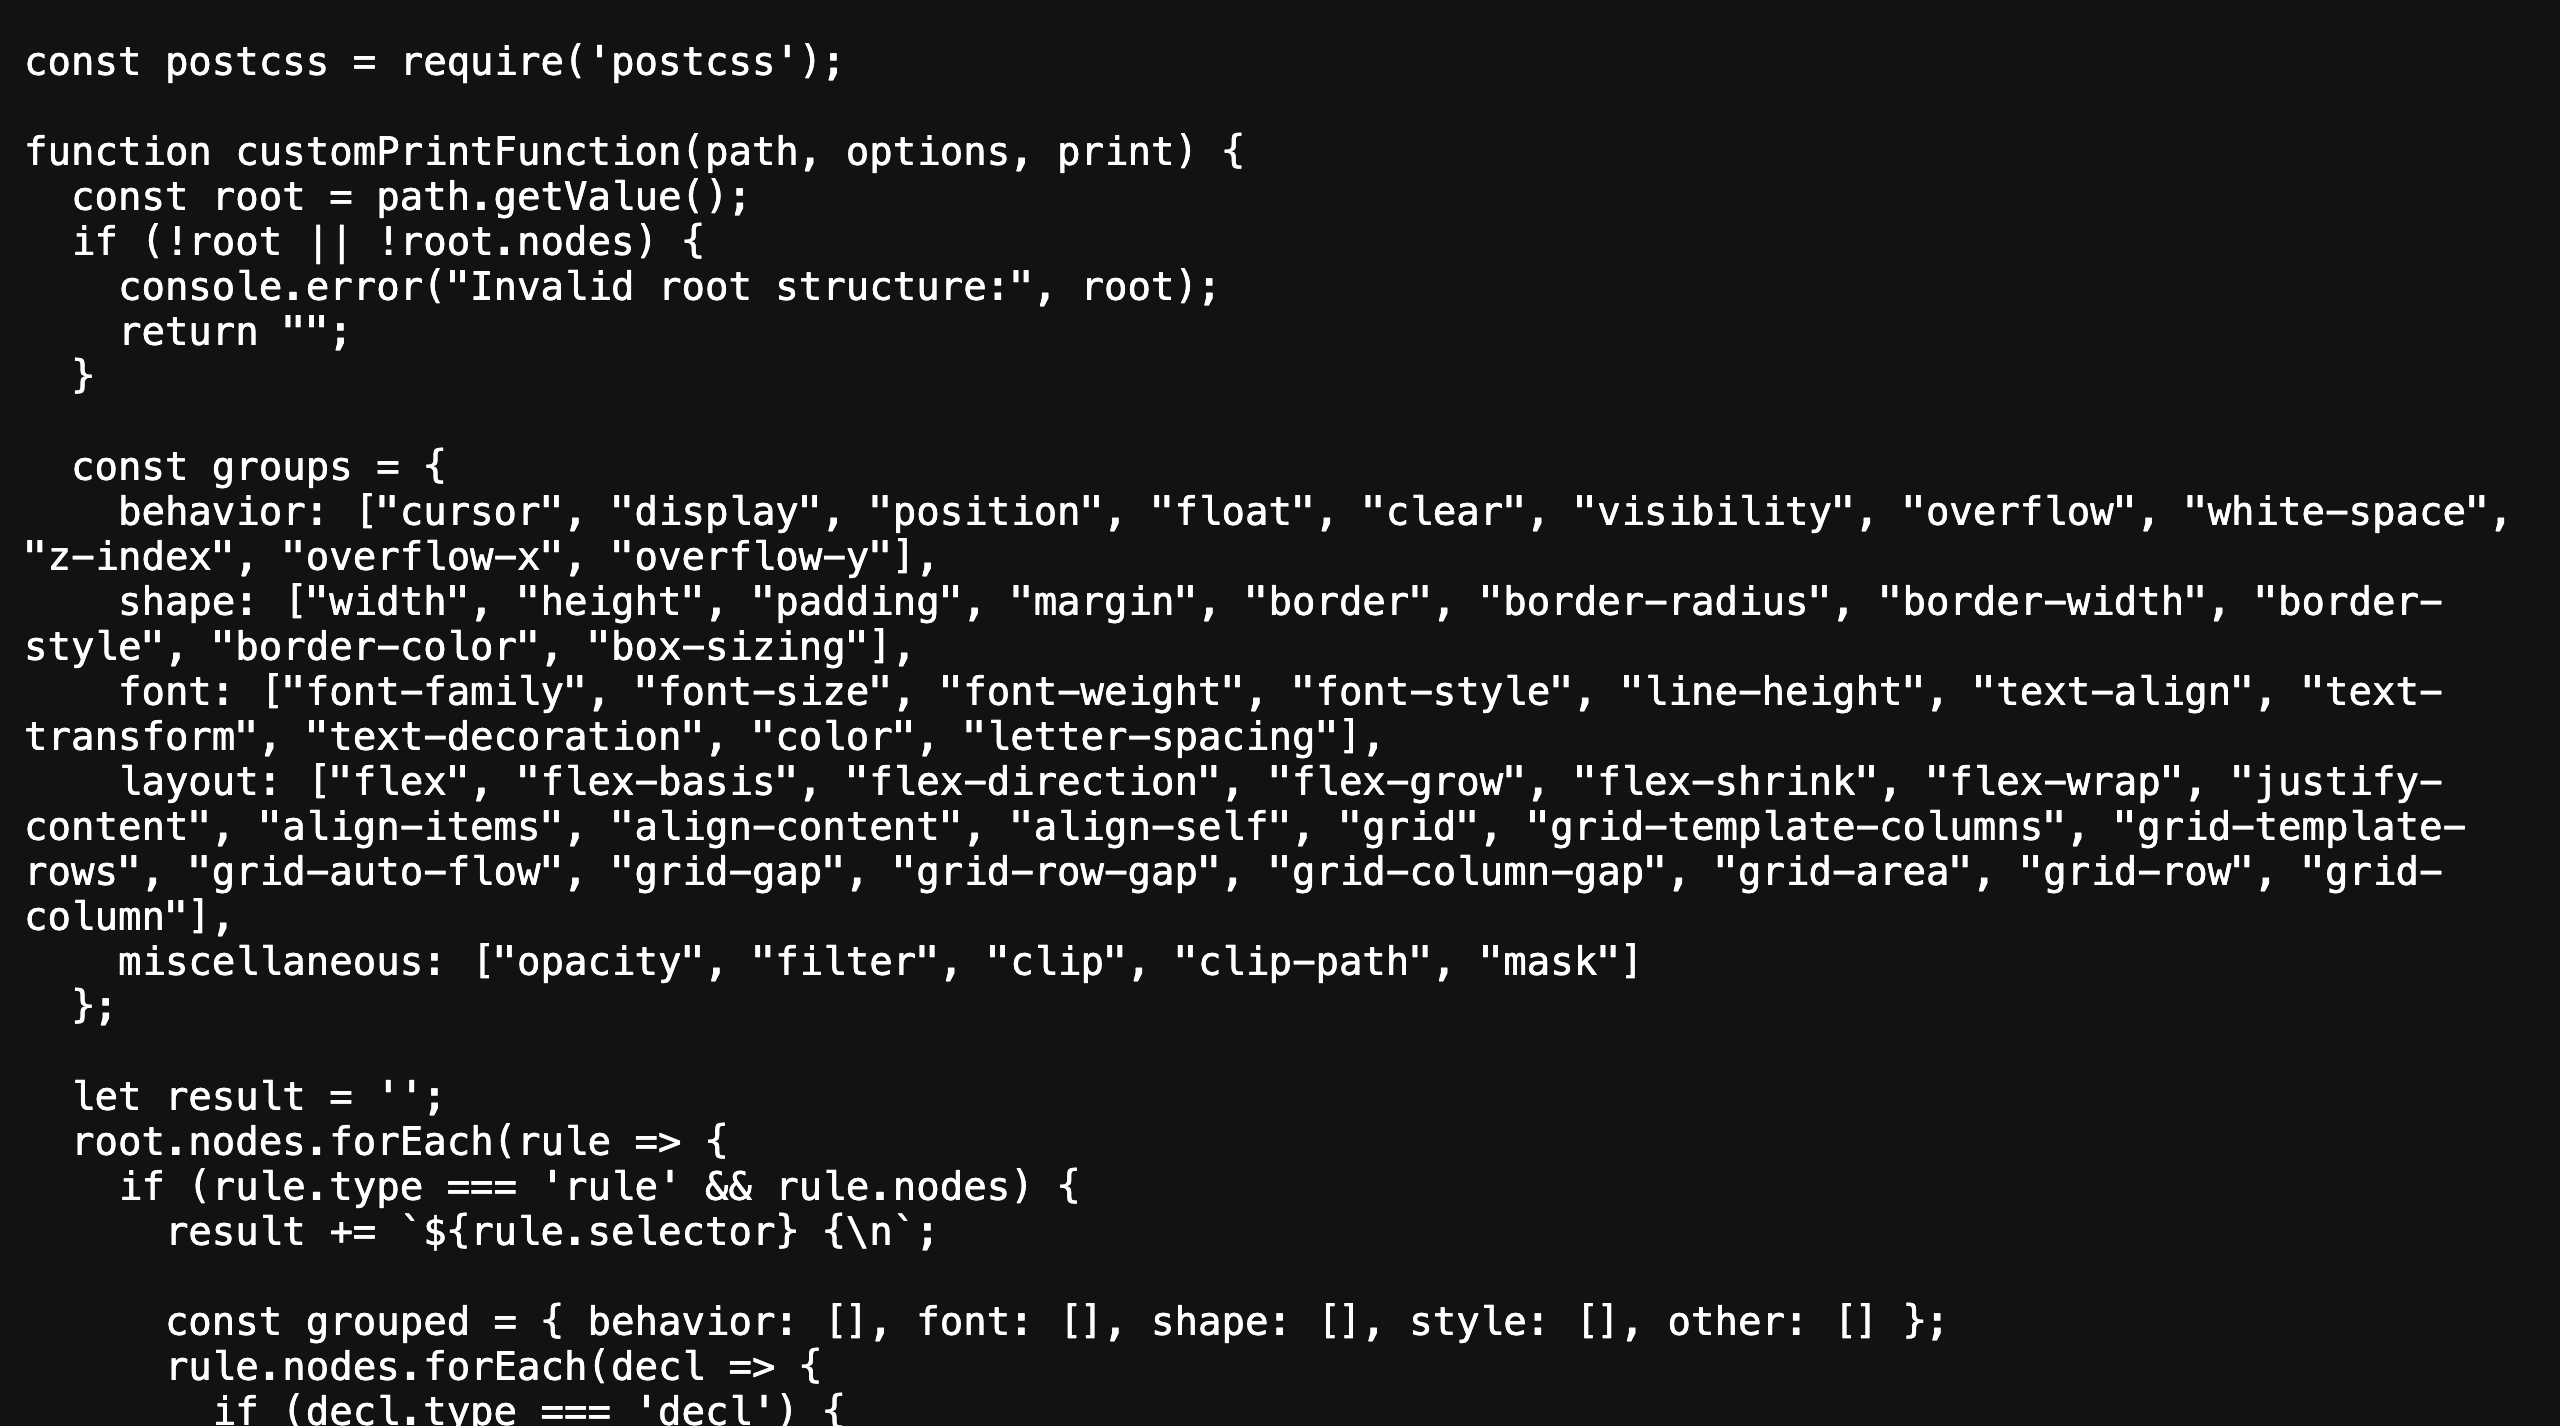 const postcss = require('postcss');

function customPrintFunction(path, options, print) {
  const root = path.getValue();
  if (!root || !root.nodes) {
    console.error("Invalid root structure:", root);
    return "";
  }

  const groups = {
    behavior: ["cursor", "display", "position", "float", "clear", "visibility", "overflow", "white-space",
"z-index", "overflow-x", "overflow-y"],
    shape: ["width", "height", "padding", "margin", "border", "border-radius", "border-width", "border-
style", "border-color", "box-sizing"],
    font: ["font-family", "font-size", "font-weight", "font-style", "line-height", "text-align", "text-
transform", "text-decoration", "color", "letter-spacing"],
    layout: ["flex", "flex-basis", "flex-direction", "flex-grow", "flex-shrink", "flex-wrap", "justify-
content", "align-items", "align-content", "align-self", "grid", "grid-template-columns", "grid-template-
rows", "grid-auto-flow", "grid-gap", "grid-row-gap", "grid-column-gap", "grid-area", "grid-row", "grid-
column"],
    miscellaneous: ["opacity", "filter", "clip", "clip-path", "mask"]
  };

  let result = '';
  root.nodes.forEach(rule => {
    if (rule.type === 'rule' && rule.nodes) {
      result += `${rule.selector} {\n`;

      const grouped = { behavior: [], font: [], shape: [], style: [], other: [] };
      rule.nodes.forEach(decl => {
        if (decl.type === 'decl') {